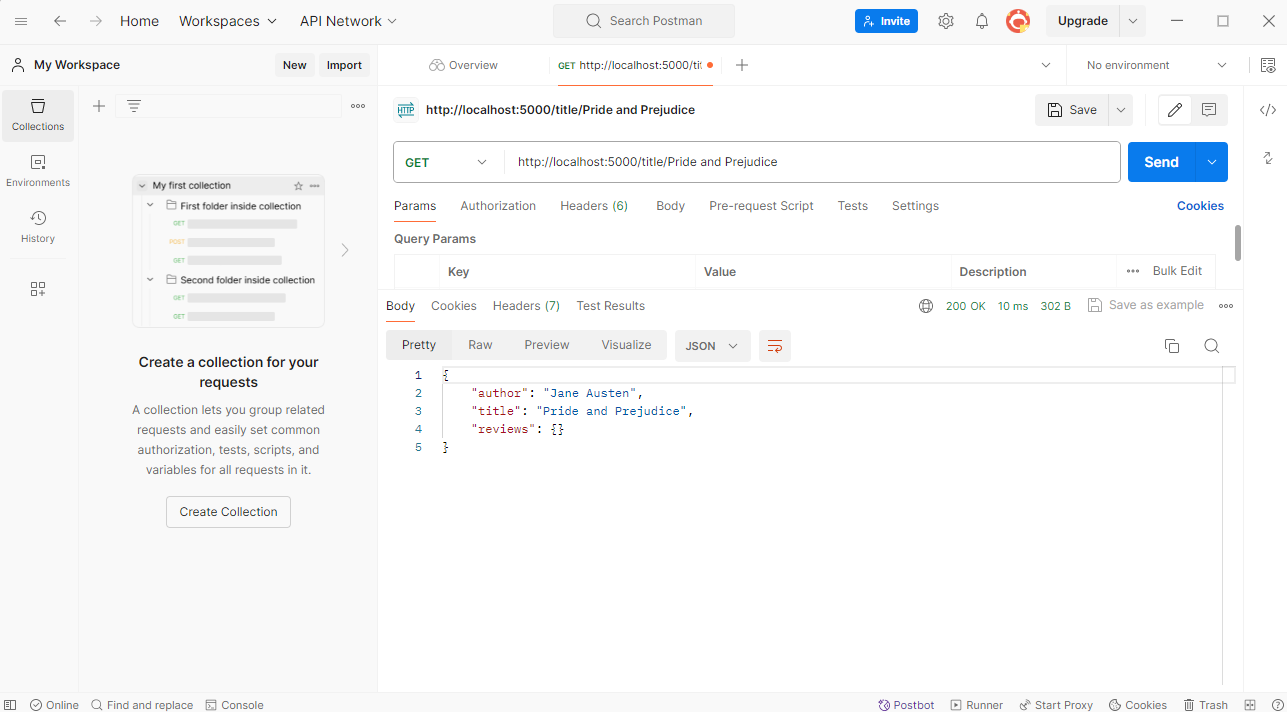 Home Workspaces API Network Search Postman Invite Upgrade
My Workspace New Import Overview GET http://localhost:5000/tit No environment
Collections
Environments
History
My first collection
First folder inside collection
GET
POST
GET
Second folder inside collection
GET
GET
Create a collection for your
requests
A collection lets you group related
requests and easily set common
authorization, tests, scripts, and
variables for all requests in it.
Create Collection
HTTP http://localhost:5000/title/Pride and Prejudice Save
GET http://localhost:5000/title/Pride and Prejudice Send
Params Authorization Headers (6) Body Pre-request Script Tests Settings Cookies
Query Params
Key Value Description Bulk Edit
Body Cookies Headers (7) Test Results 200 OK 10 ms 302 B Save as example
Pretty Raw Preview Visualize JSON
1 {
2 "author": "Jane Austen",
3 "title": "Pride and Prejudice",
4 "reviews": {}
5 }
Online Find and replace Console Postbot Runner Start Proxy Cookies Trash